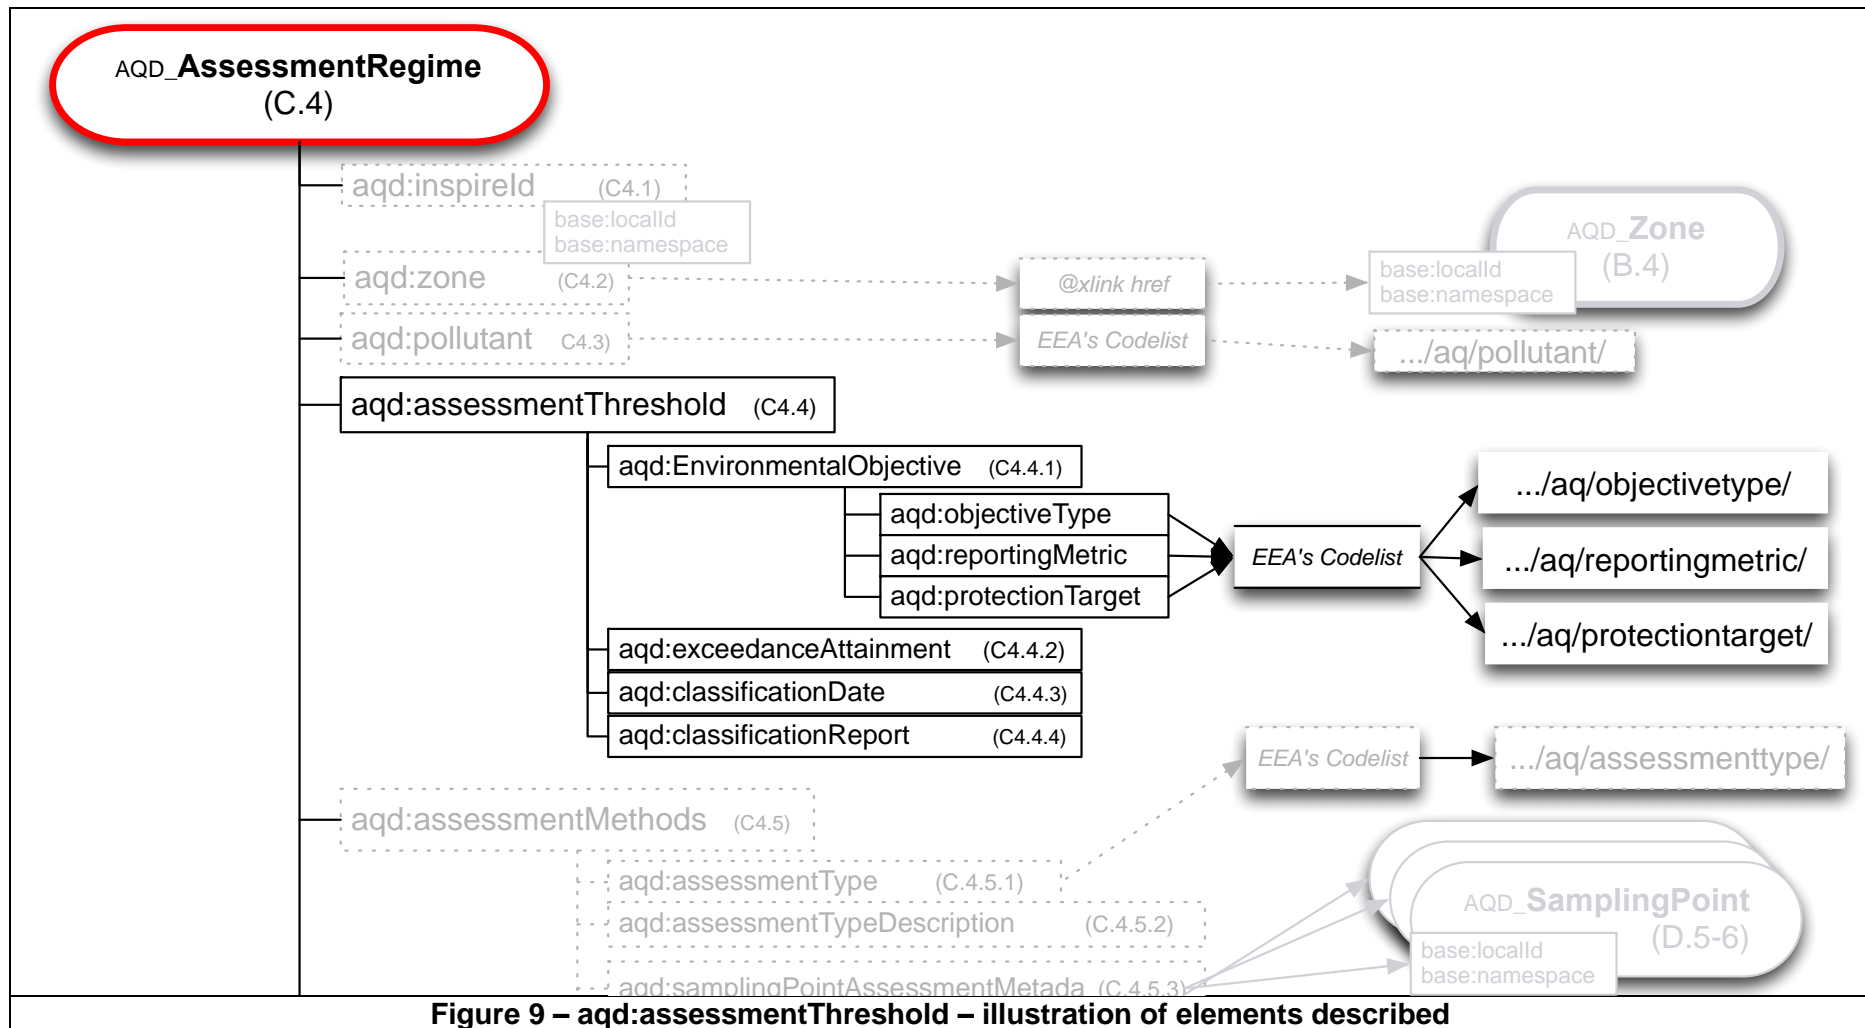 AQD_AssessmentRegime
(C.4)
aqd:inspireId (C4.1)
base:localId
base:namespace
aqd:zone (C4.2)
@xlink href
base:localId
base:namespace
AQD_Zone
(B.4)
aqd:pollutant C4.3)
EEA's Codelist
.../aq/pollutant/
aqd:assessmentThreshold (C4.4)
aqd:EnvironmentalObjective (C4.4.1)
aqd:objectiveType
aqd:reportingMetric
aqd:protectionTarget
EEA's Codelist
.../aq/objectivetype/
.../aq/reportingmetric/
.../aq/protectiontarget/
aqd:exceedanceAttainment (C4.4.2)
aqd:classificationDate (C4.4.3)
aqd:classificationReport (C4.4.4)
EEA's Codelist
.../aq/assessmenttype/
aqd:assessmentMethods (C4.5)
aqd:assessmentType (C.4.5.1)
aqd:assessmentTypeDescription (C.4.5.2)
aqd:samplingPointAssessmentMetada (C.4.5.3)
AQD_SamplingPoint
(D.5-6)
base:localId
base:namespace
Figure 9 – aqd:assessmentThreshold – illustration of elements described